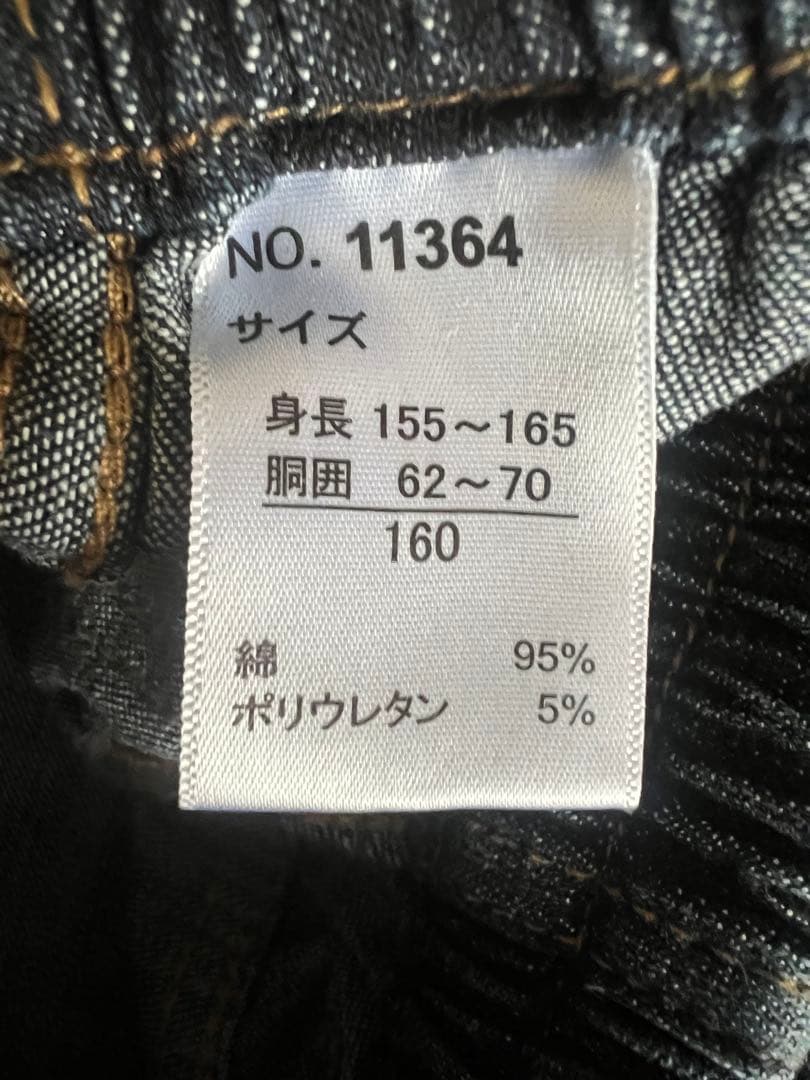 NO. 11364
サイズ
身長 155～165
胴囲 62～70
160
綿 95%
ポリウレタン 5%